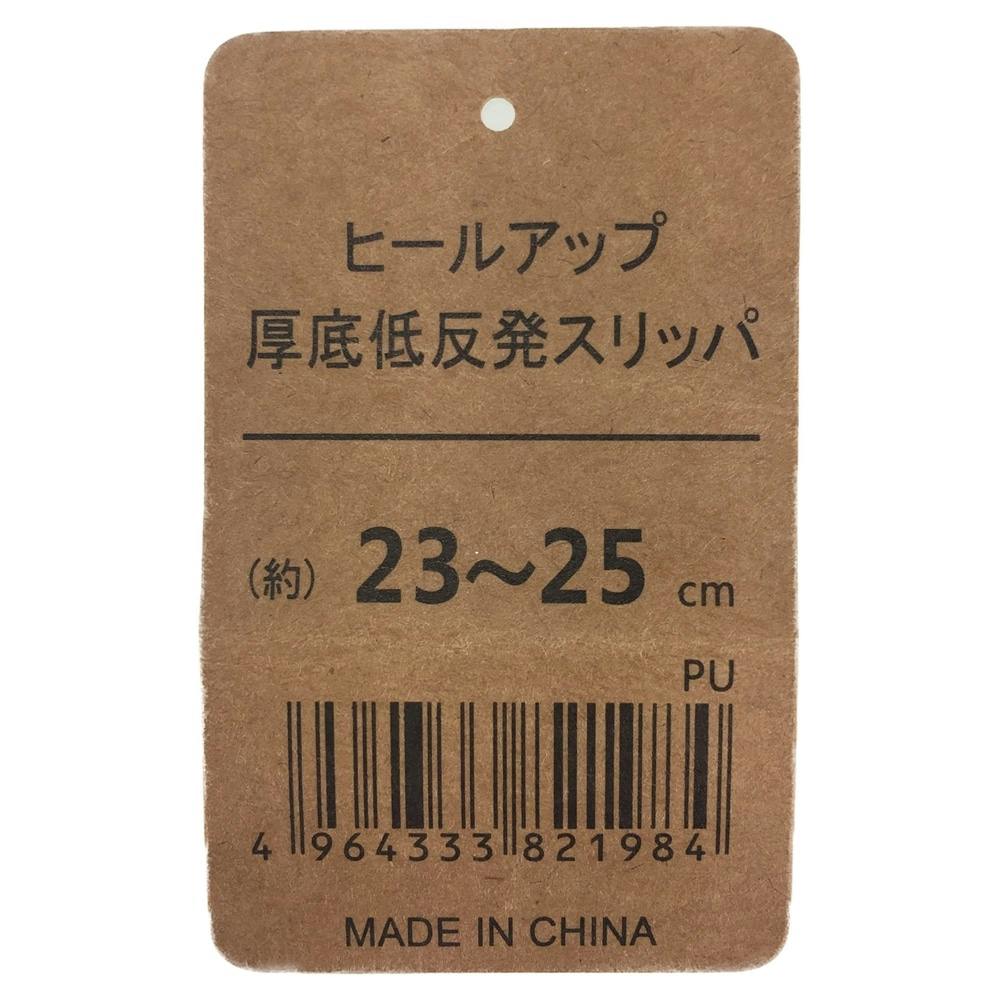 ヒールアップ
厚底低反発スリッパ
(約) 23〜25 cm
PU
4 964333 821984
MADE IN CHINA